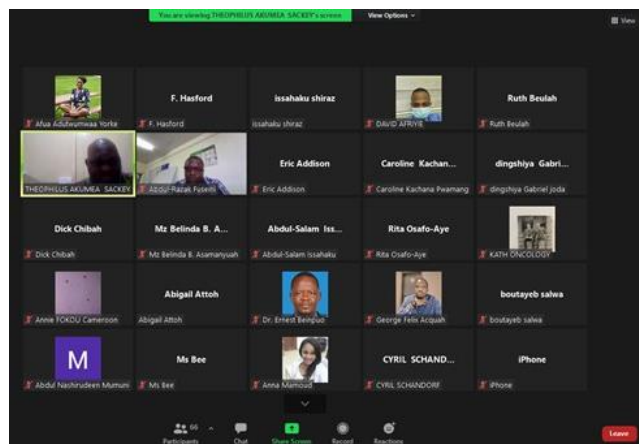 You are viewing THEOPHILUS AKUMEA SACKEY's screen
View Options
View
Afua Adutwumwaa Yorke
F. Hasford
F. Hasford
issahaku shiraz
issahaku shiraz
DAVID AFRIYIE
Ruth Beulah
Ruth Beulah
THEOPHILUS AKUMEA SACKEY
Abdul-Razak Fuseini
Eric Addison
Eric Addison
Caroline Kachan...
Caroline Kachana Pwamang
dingshiya Gabri...
dingshiya Gabriel joda
Dick Chibah
Dick Chibah
Mz Belinda B. A...
Mz Belinda B. Asamanyuah
Abdul-Salam Iss...
Abdul-Salam Issahaku
Rita Osafo-Aye
Rita Osafo-Aye
KATH ONCOLOGY
Annie FOKOU Cameroon
Abigail Attoh
Abigail Attoh
Dr. Ernest Beinpuo
George Felix Acquah
boutayeb salwa
boutayeb salwa
M
Abdul Nashirudeen Mumuni
Ms Bee
Ms Bee
Anna Mamoud
CYRIL SCHAND...
CYRIL SCHANDORF
iPhone
iPhone
66
Participants
Chat
Share Screen
Record
Reactions
Leave